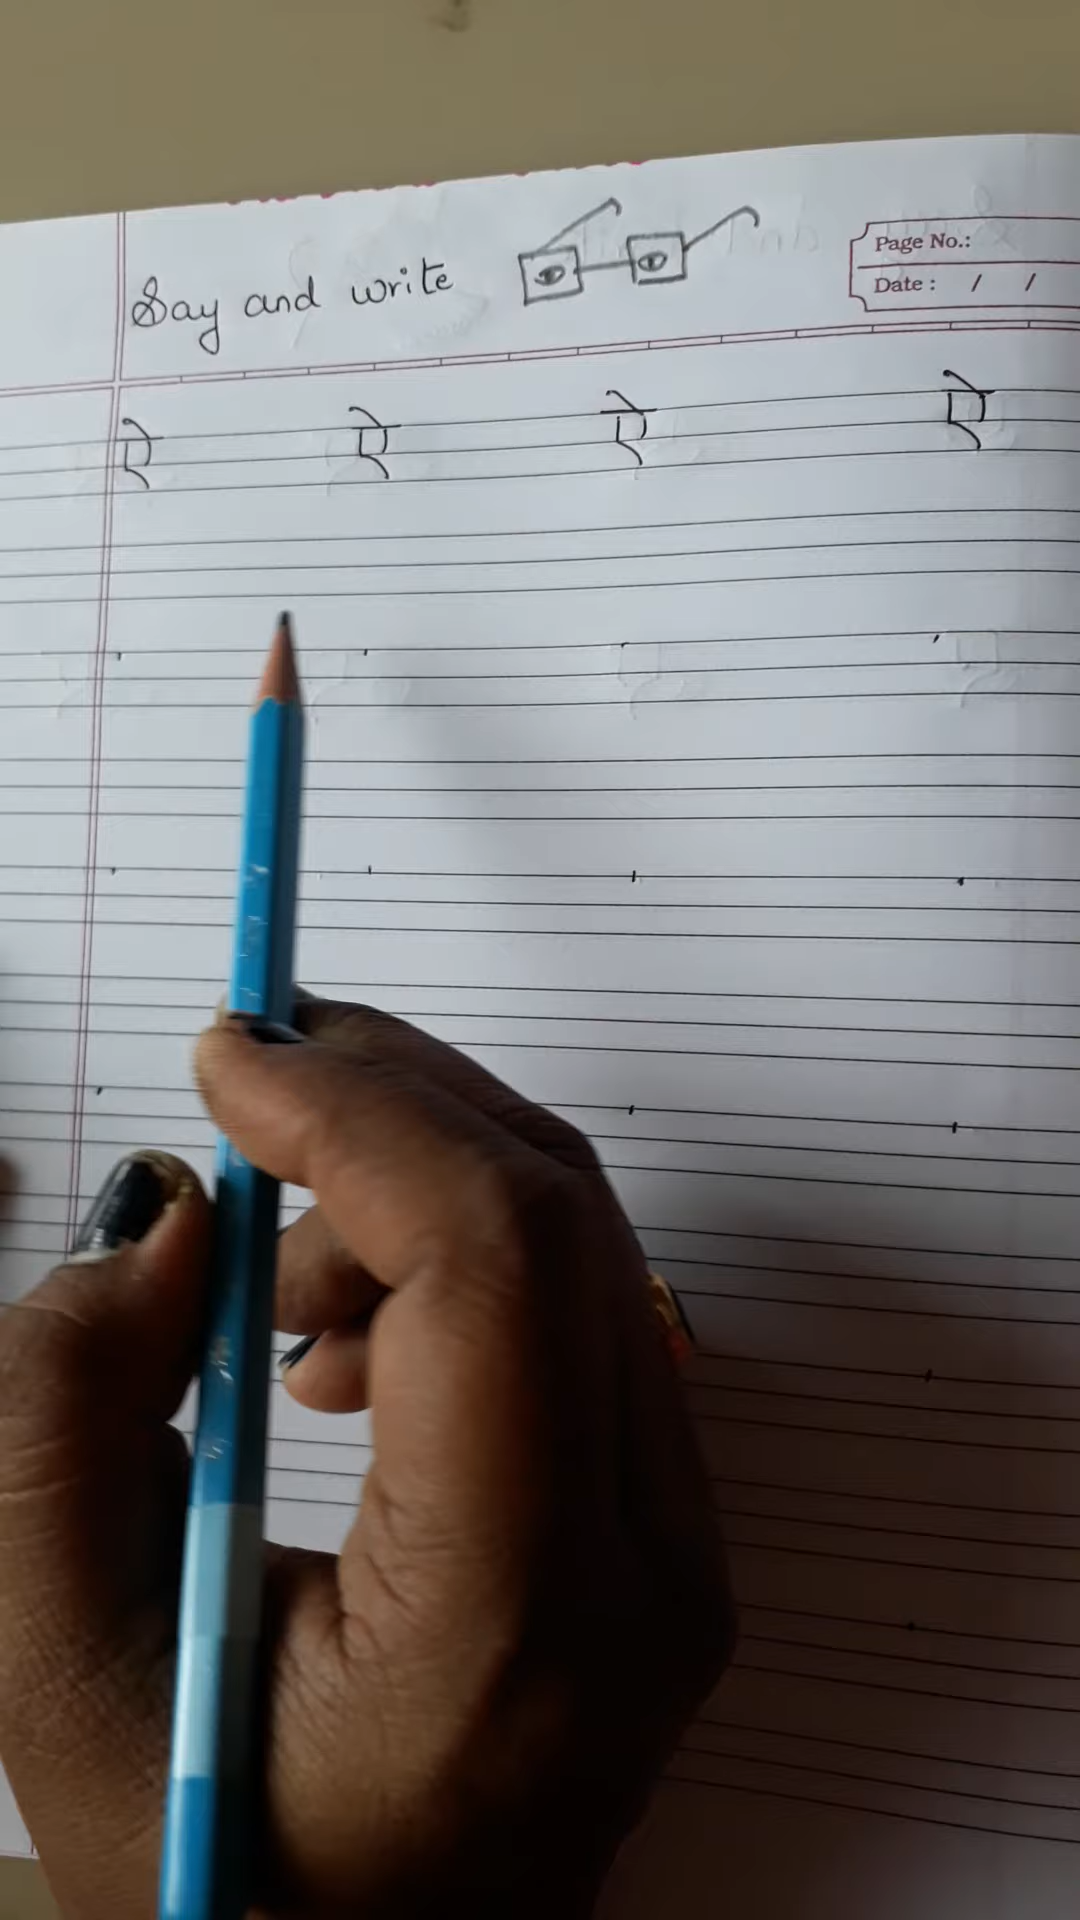 Say and write
Page No.:
Date : / /
ऐ ऐ ऐ ऐ